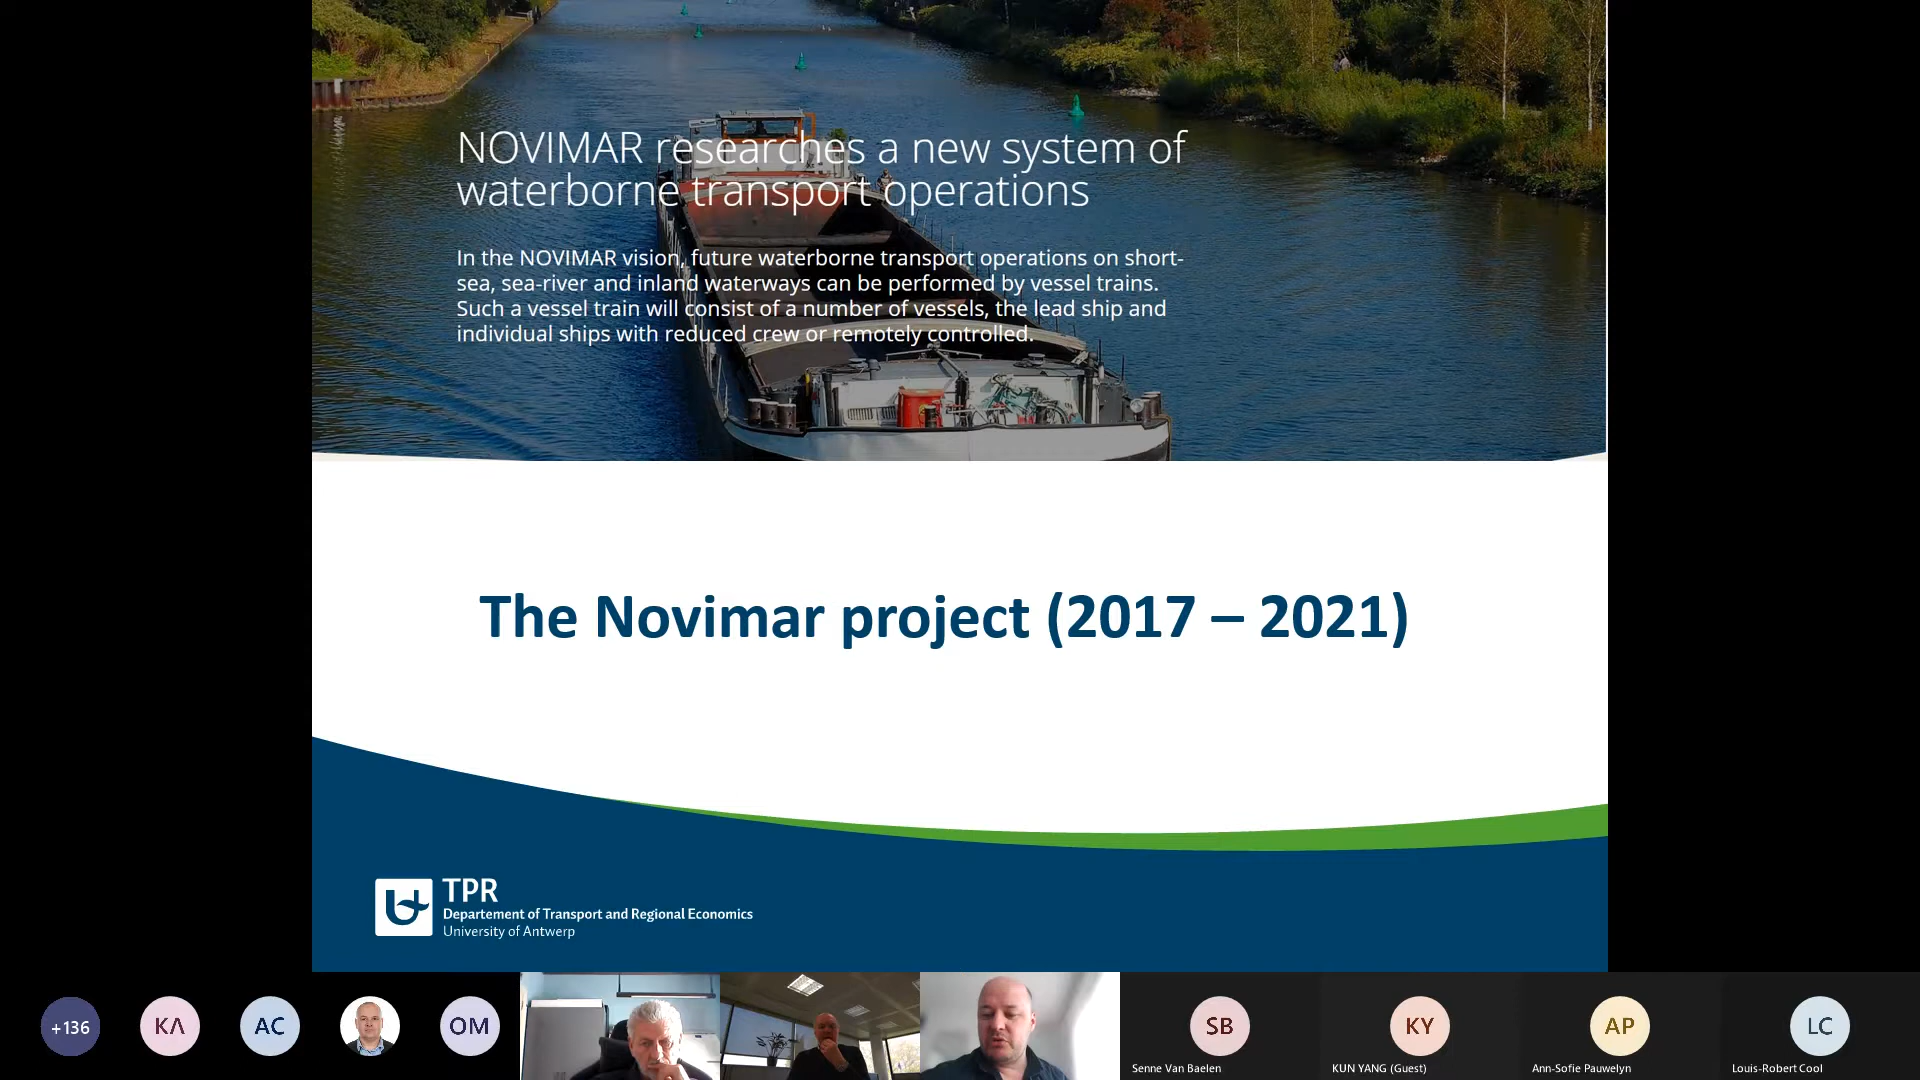 NOVIMAR researches a new system of
waterborne transport operations
In the NOVIMAR vision, future waterborne transport operations on short-
sea, sea-river and inland waterways can be performed by vessel trains.
Such a vessel train will consist of a number of vessels, the lead ship and
individual ships with reduced crew or remotely controlled.
The Novimar project (2017 – 2021)
TPR
Departement of Transport and Regional Economics
University of Antwerp
+136
ΚΛ
AC
OM
SB
KY
AP
LC
Senne Van Baelen
KUN YANG (Guest)
Ann-Sofie Pauwelyn
Louis-Robert Cool